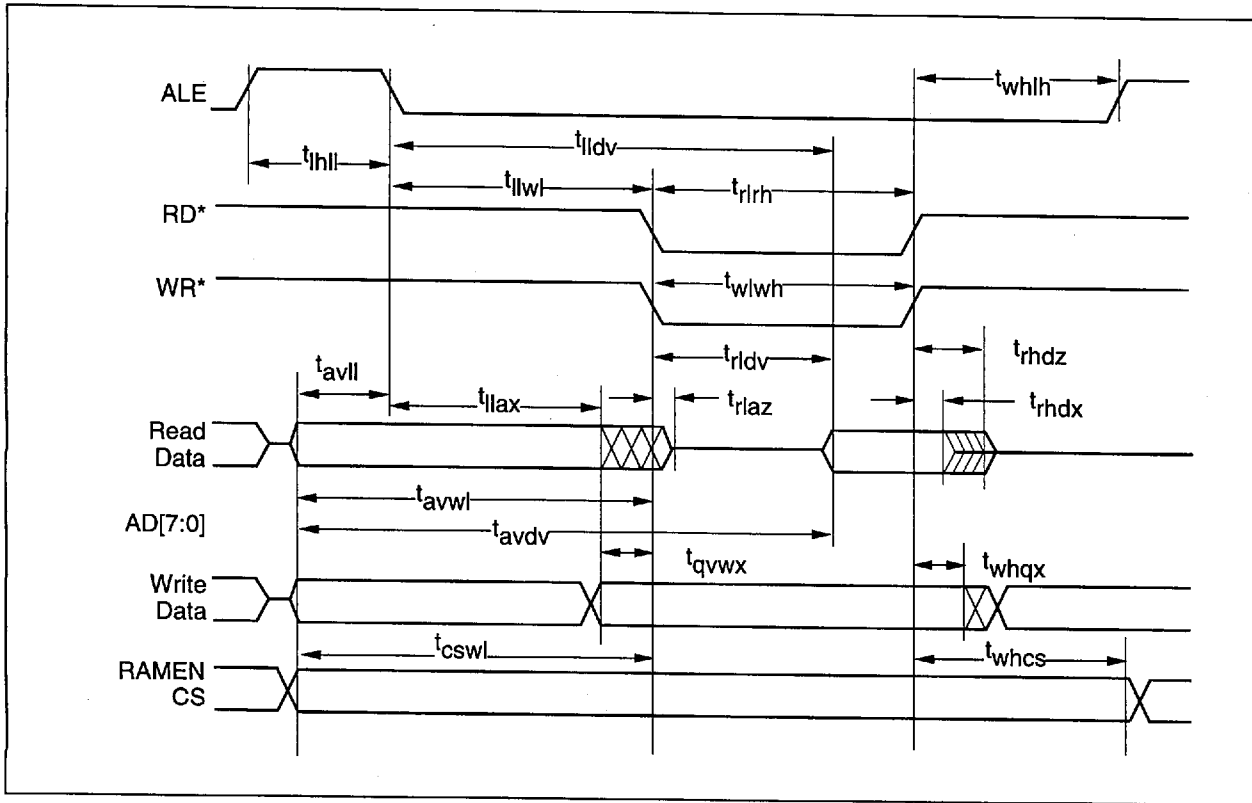 ALE
t_whlh
t_lhll
t_lldv
t_llwl
t_rlrh
RD*
WR*
t_wlwh
t_avll
t_rldv
t_rhdz
t_llax
t_rlaz
t_rhdx
Read
Data
t_avwl
AD[7:0]
t_avdv
t_qvwx
t_whqx
Write
Data
t_cswl
t_whcs
RAMEN
CS